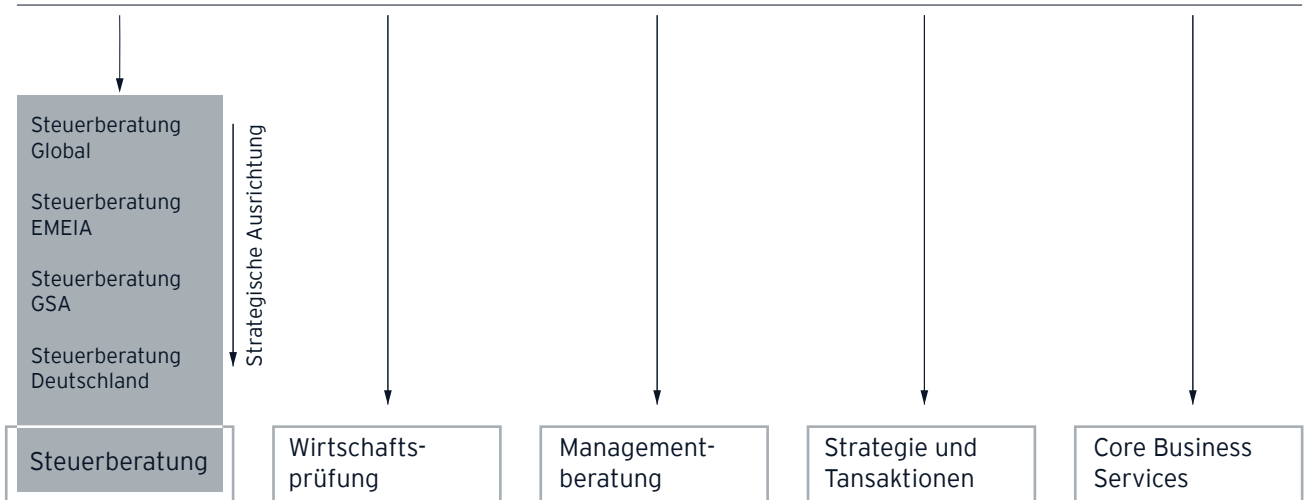 Steuerberatung
Global
Steuerberatung
EMEIA
Steuerberatung
GSA
Steuerberatung
Deutschland
Strategische Ausrichtung
Steuerberatung
Wirtschafts-
prüfung
Management-
beratung
Strategie und
Tansaktionen
Core Business
Services